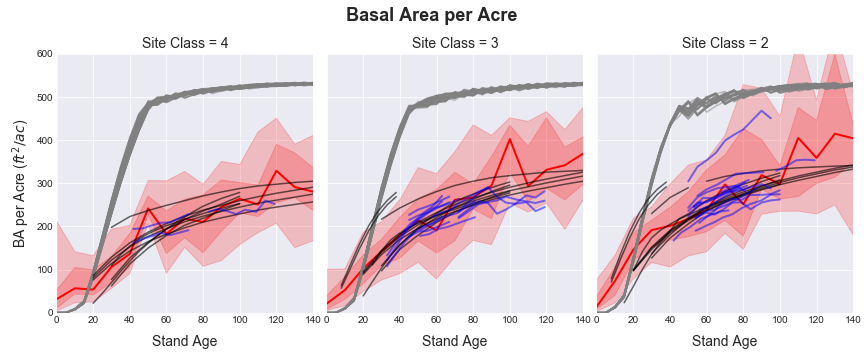 Basal Area per Acre
Site Class = 4 Site Class = 3 Site Class = 2
600
500
400
300
200
100
0
BA per Acre (ft²/ac)
0 20 40 60 80 100 120 140 0 20 40 60 80 100 120 140 0 20 40 60 80 100 120 140
Stand Age Stand Age Stand Age